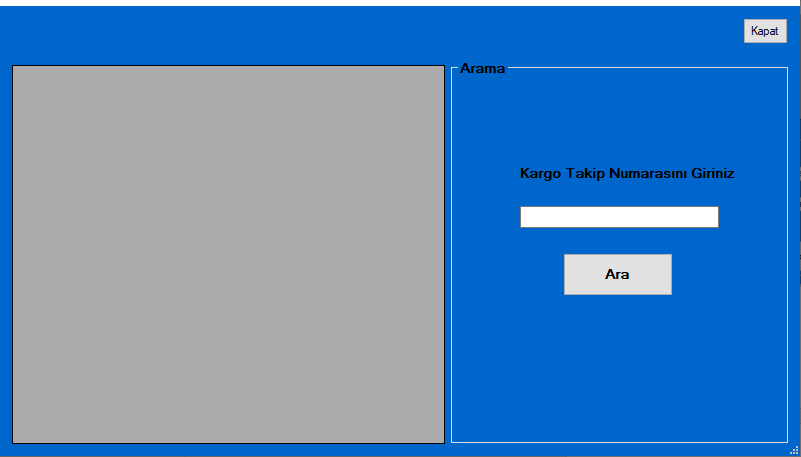 Kapat
Arama
Kargo Takip Numarasını Giriniz
Ara